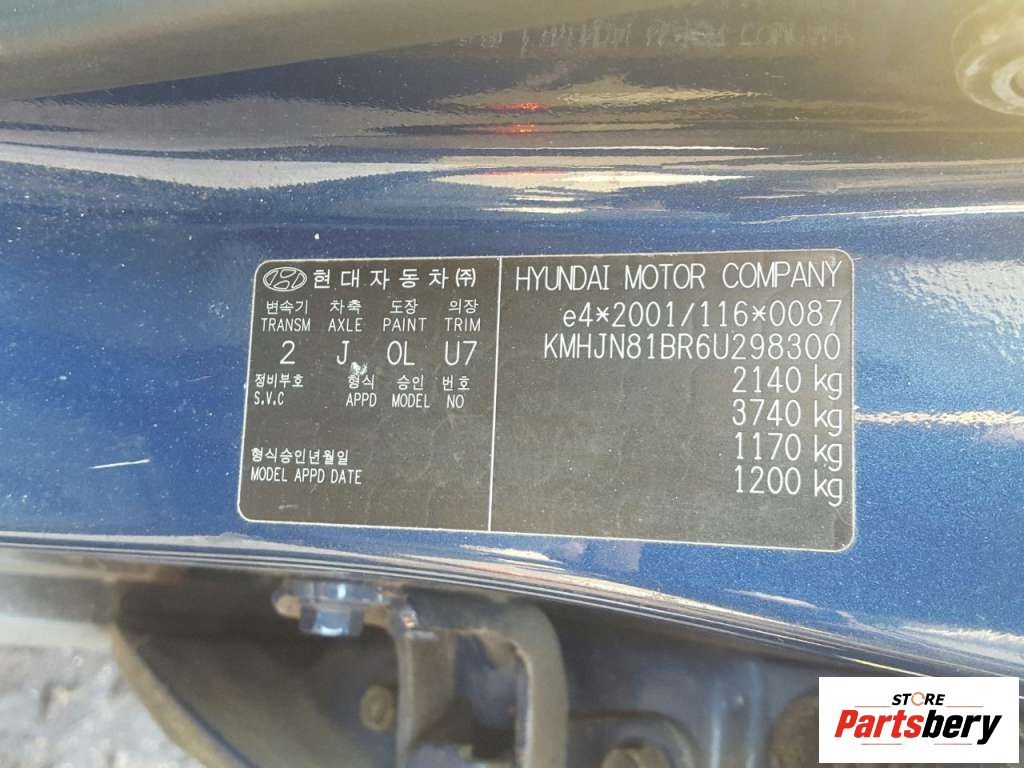 현대자동차㈜
변속기 차축 도장 의장
TRANSM AXLE PAINT TRIM
2 J OL U7
정비부호 형식 승인 번호
S.V.C APPD MODEL NO
형식승인년월일
MODEL APPD DATE
HYUNDAI MOTOR COMPANY
e4*2001/116*0087
KMHJN81BR6U298300
2140 kg
3740 kg
1170 kg
1200 kg
STORE
Partsbery